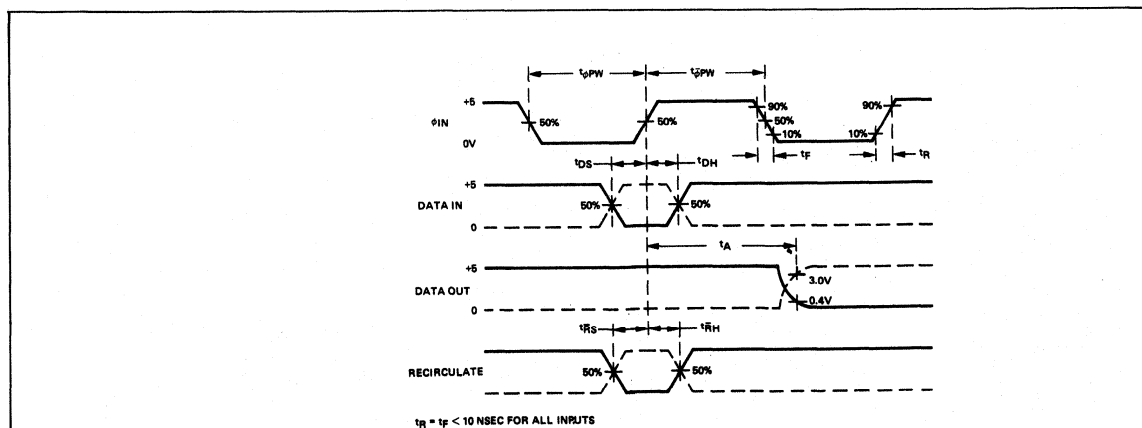 tφPW tφ̅PW
+5
φIN
0V
50% 50% 90% 50% 10% 10% 90%
tF tR
tDS tDH
+5
DATA IN
0
50% 50%
tA
+5
DATA OUT
0
3.0V
0.4V
tR̅S tR̅H
RECIRCULATE
50% 50%
tR = tF < 10 NSEC FOR ALL INPUTS